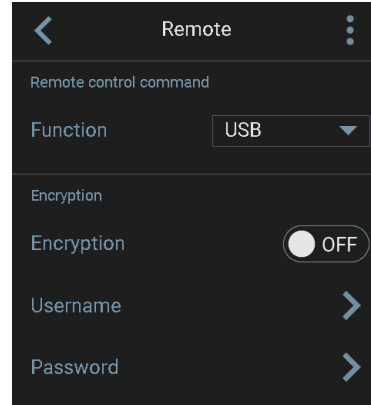 Remote
Remote control command
Function USB
Encryption
Encryption OFF
Username
Password